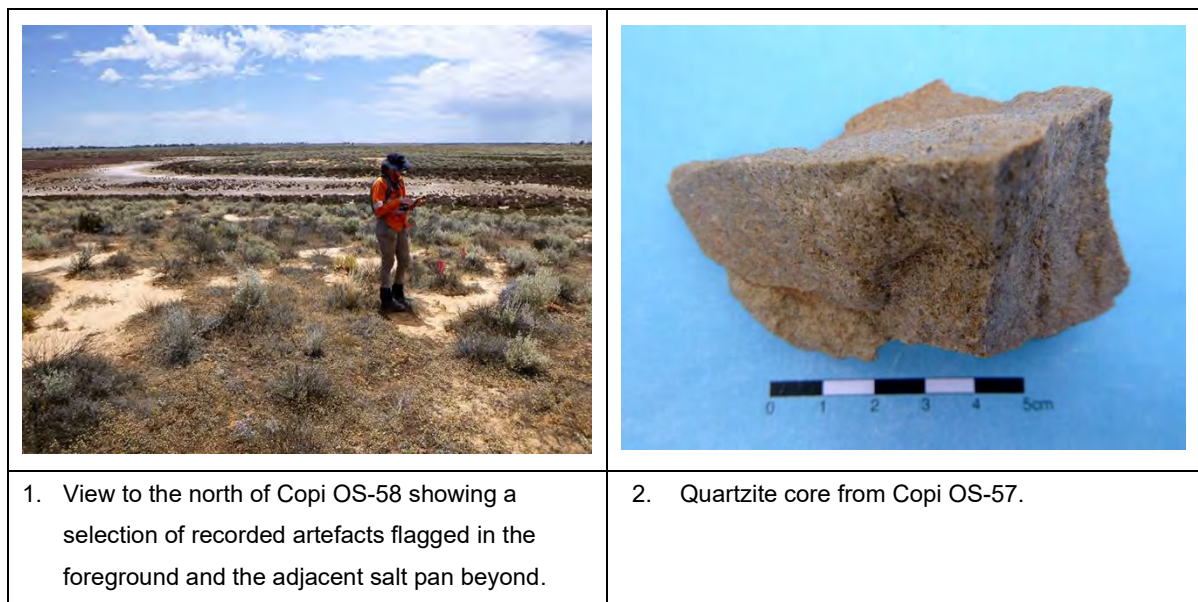 0 1 2 3 4 5cm
1. View to the north of Copi OS-58 showing a
selection of recorded artefacts flagged in the
foreground and the adjacent salt pan beyond.
2. Quartzite core from Copi OS-57.